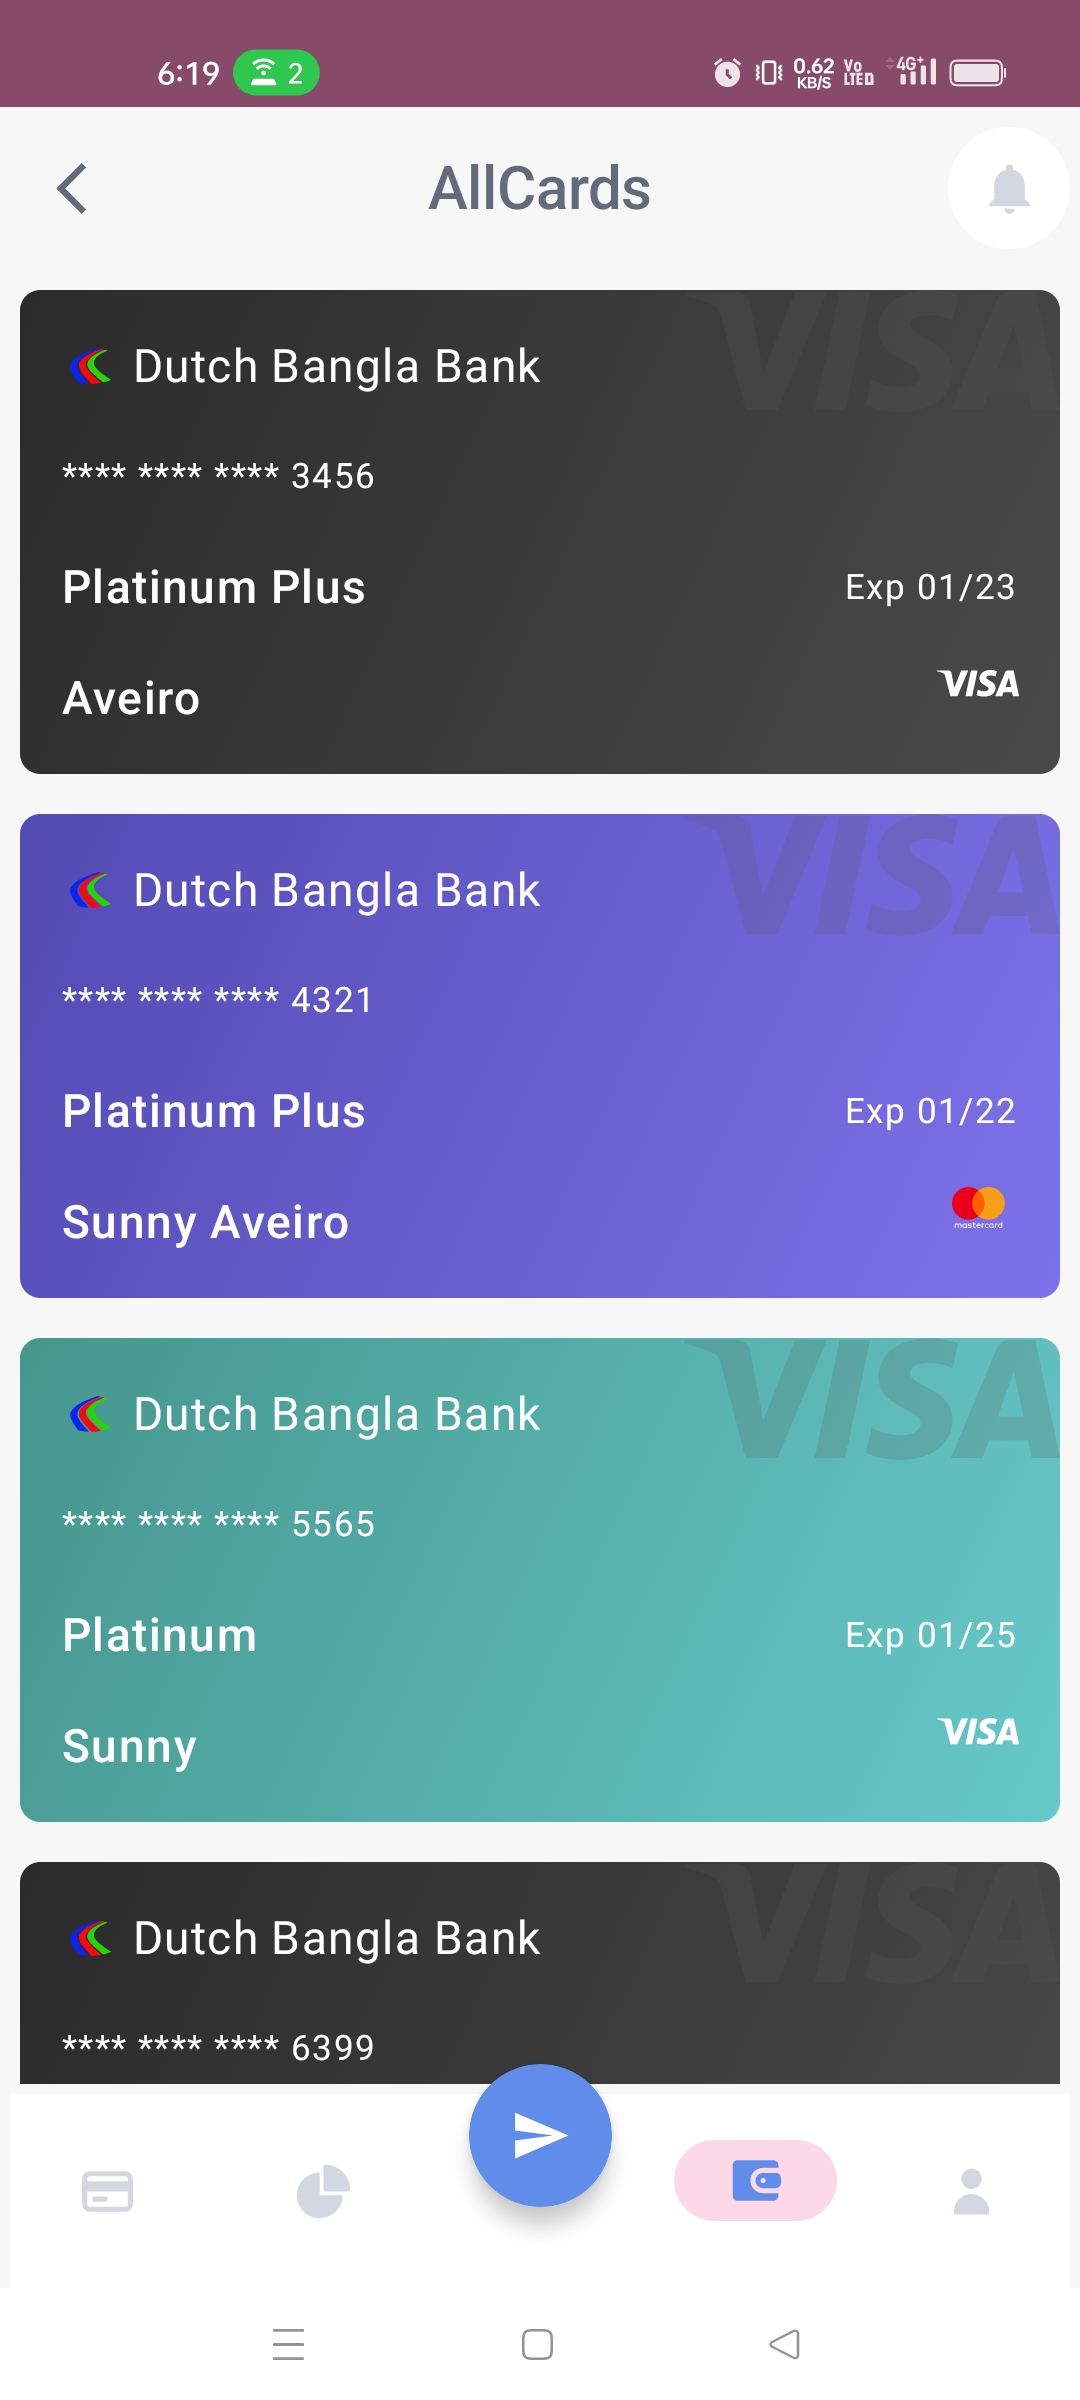 6:19 2 0.62 KB/S Vo LTE 4G+
AllCards
VISA
Dutch Bangla Bank
**** **** **** 3456
Platinum Plus Exp 01/23
Aveiro VISA
VISA
Dutch Bangla Bank
**** **** **** 4321
Platinum Plus Exp 01/22
Sunny Aveiro mastercard
VISA
Dutch Bangla Bank
**** **** **** 5565
Platinum Exp 01/25
Sunny VISA
VISA
Dutch Bangla Bank
**** **** **** 6399